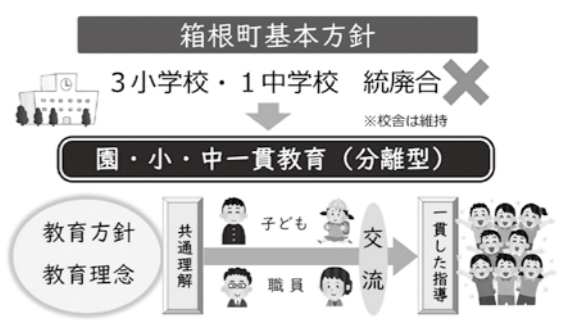 箱根町基本方針
３小学校・１中学校　統廃合
※校舎は維持
園・小・中一貫教育（分離型）
教育方針
教育理念
共通理解
子ども
職員
交流
一貫した指導